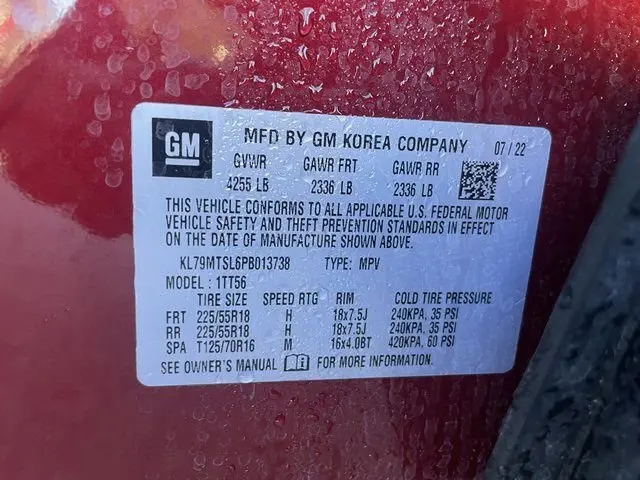 GM MFD BY GM KOREA COMPANY 07/22
GVWR GAWR FRT GAWR RR
4255 LB 2336 LB 2336 LB
THIS VEHICLE CONFORMS TO ALL APPLICABLE U.S. FEDERAL MOTOR
VEHICLE SAFETY AND THEFT PREVENTION STANDARDS IN EFFECT
ON THE DATE OF MANUFACTURE SHOWN ABOVE.
KL79MTSL6PB013738 TYPE: MPV
MODEL: 1TT56
TIRE SIZE SPEED RTG RIM COLD TIRE PRESSURE
FRT 225/55R18 H 18x7.5J 240KPA, 35 PSI
RR 225/55R18 H 18x7.5J 240KPA, 35 PSI
SPA T125/70R16 M 16x4.0BT 420KPA, 60 PSI
SEE OWNER'S MANUAL FOR MORE INFORMATION.